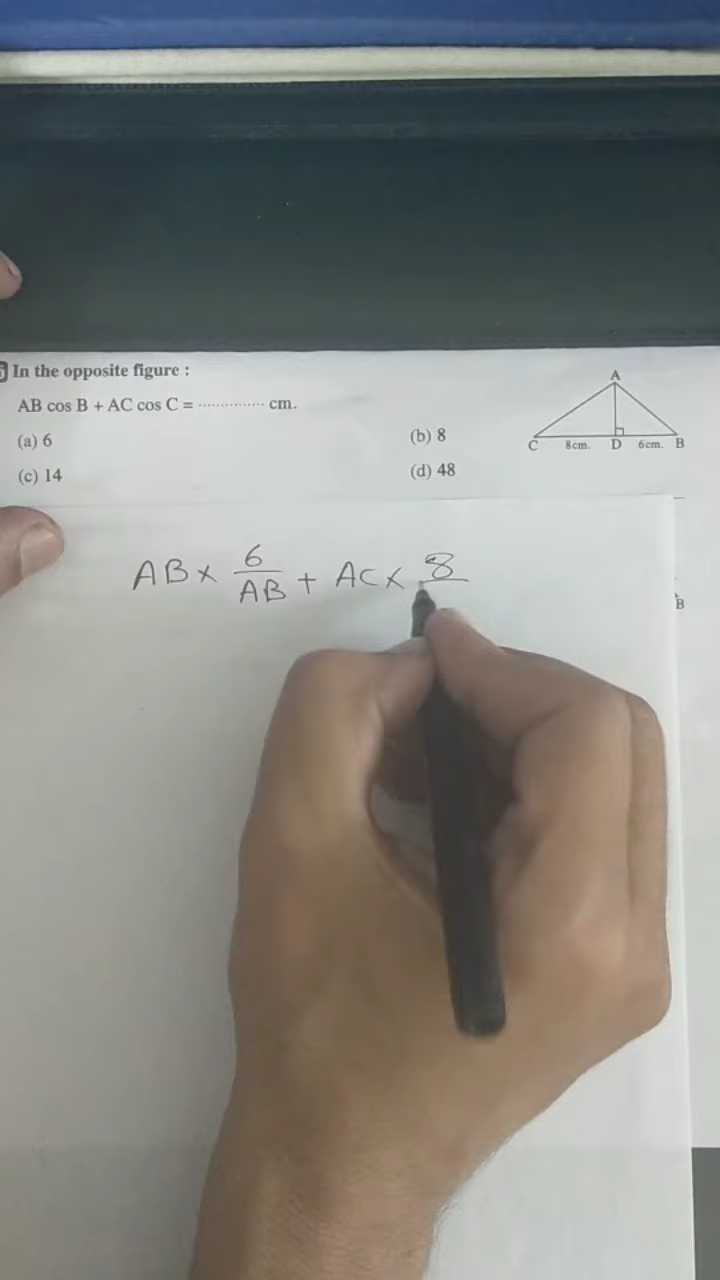 In the opposite figure :
A
AB cos B + AC cos C = ............... cm.
(a) 6
(b) 8
C 8cm. D 6cm. B
(c) 14
(d) 48
AB × 6/AB + AC × 8
B